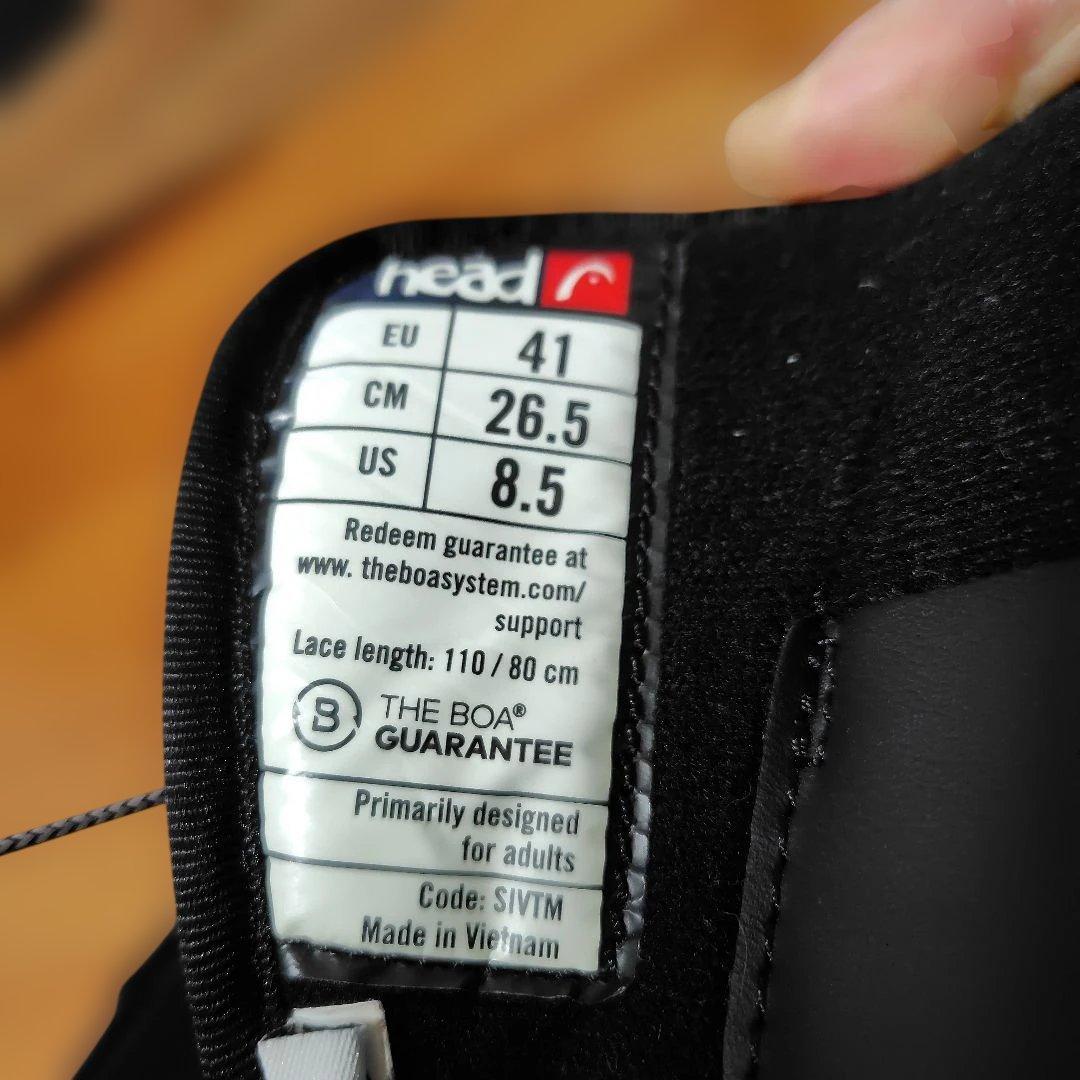 head
EU 41
CM 26.5
US 8.5
Redeem guarantee at
www. theboasystem.com/
support
Lace length: 110 / 80 cm
B THE BOA®
GUARANTEE
Primarily designed
for adults
Code: SIVTM
Made in Vietnam